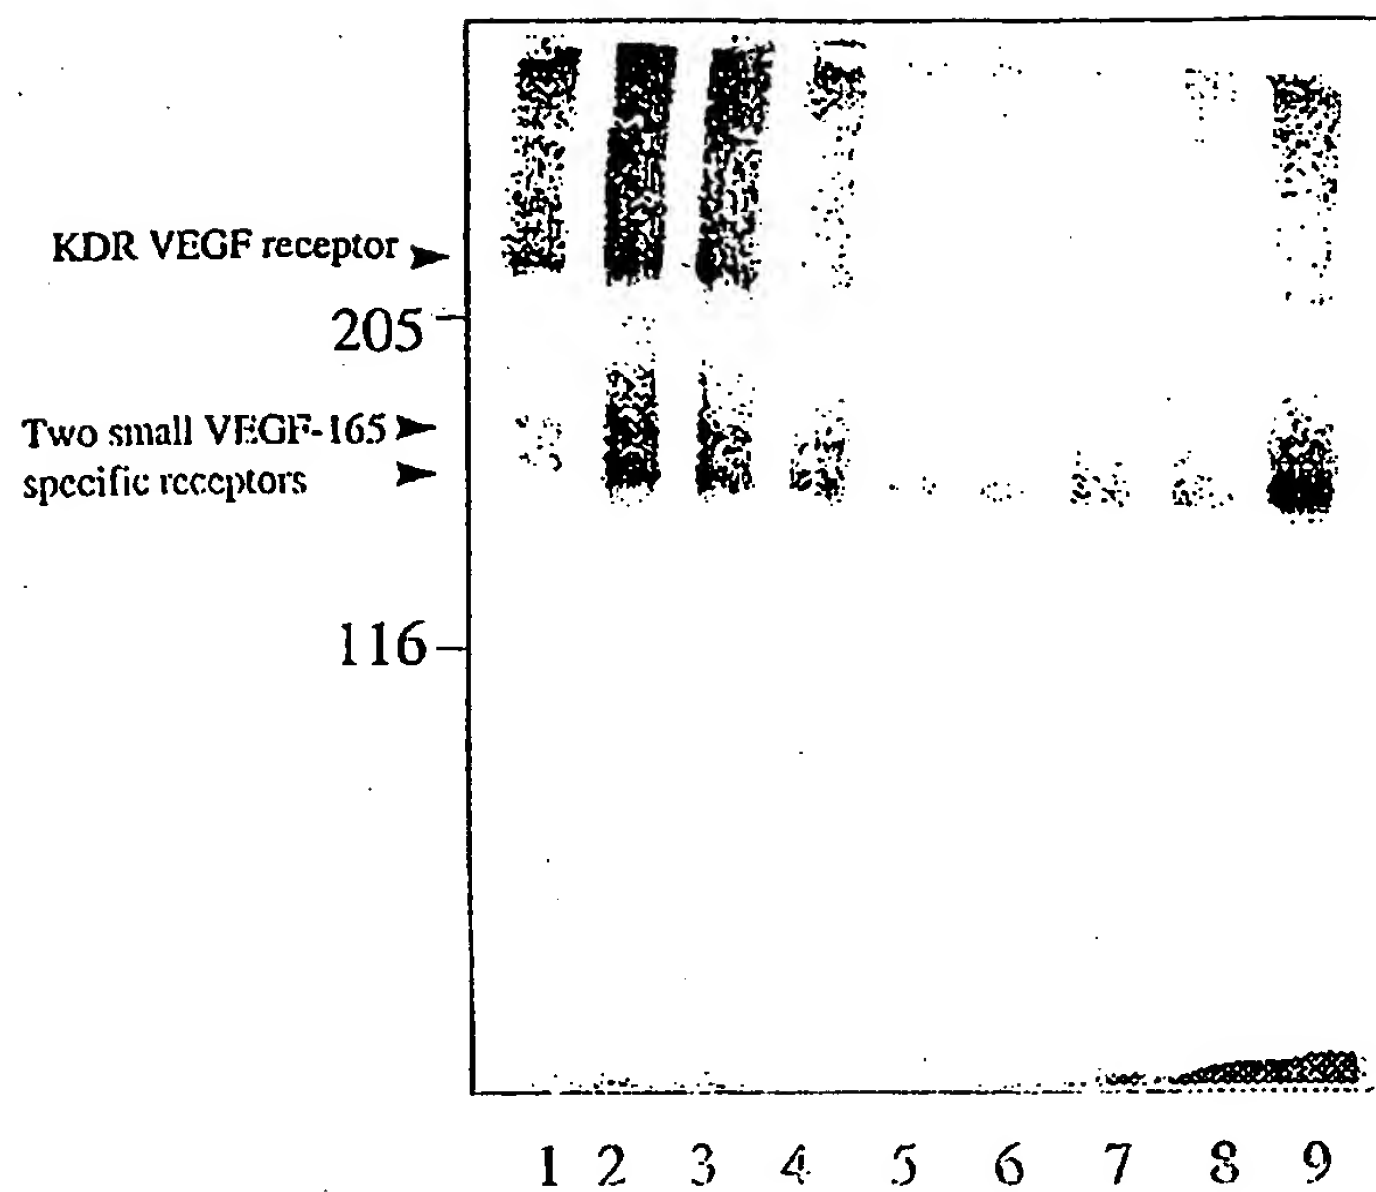 KDR VEGF receptor
205
Two small VEGF-165
specific receptors
116
1 2 3 4 5 6 7 8 9